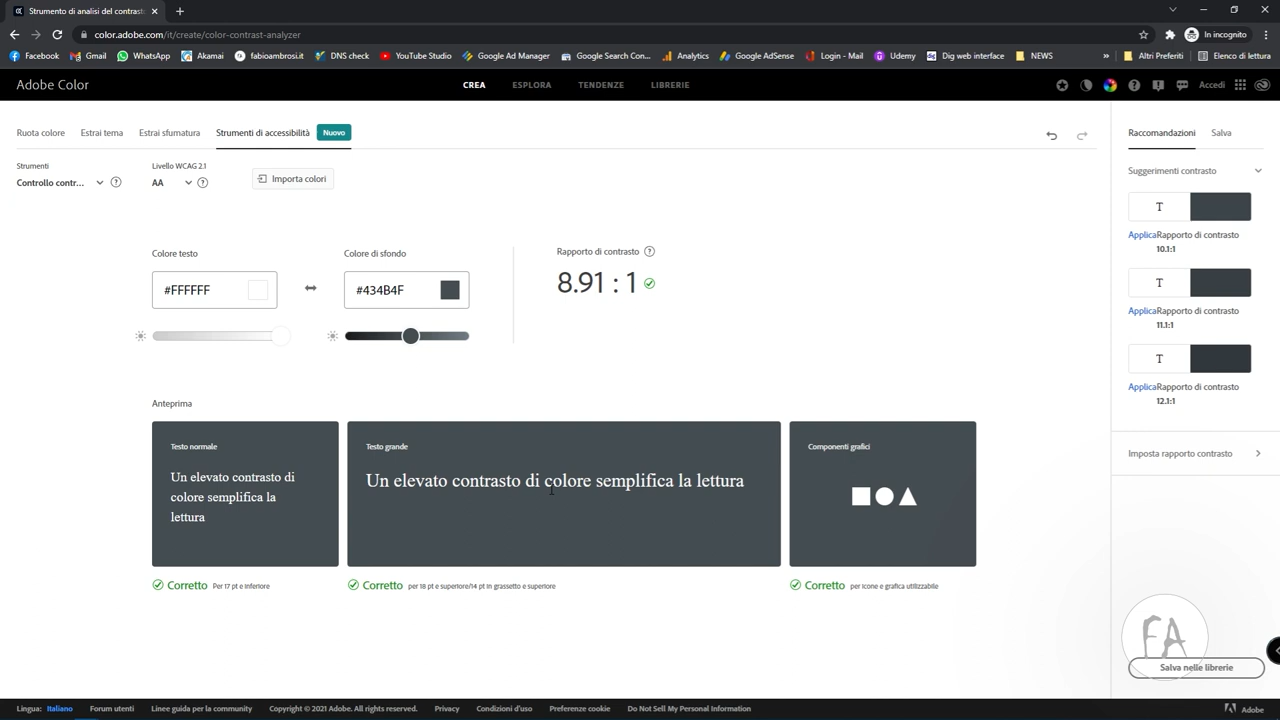 Strumento di analisi del contrasto
color.adobe.com/it/create/color-contrast-analyzer
In incognito
Facebook
Gmail
WhatsApp
Akamai
fabioambrosi.it
DNS check
YouTube Studio
Google Ad Manager
Google Search Con...
Analytics
Google AdSense
Login - Mail
Udemy
Dig web interface
NEWS
»
Altri Preferiti
Elenco di lettura
Adobe Color
CREA
ESPLORA
TENDENZE
LIBRERIE
Accedi
Ruota colore
Estrai tema
Estrai sfumatura
Strumenti di accessibilità
Nuovo
Raccomandazioni
Salva
Strumenti
Controllo contr...
Livello WCAG 2.1
AA
Importa colori
Suggerimenti contrasto
T
ApplicaRapporto di contrasto
10.1:1
T
ApplicaRapporto di contrasto
11.1:1
T
ApplicaRapporto di contrasto
12.1:1
Imposta rapporto contrasto
Colore testo
#FFFFFF
Colore di sfondo
#434B4F
Rapporto di contrasto
8.91 : 1
Anteprima
Testo normale
Un elevato contrasto di
colore semplifica la
lettura
Corretto Per 17 pt e inferiore
Testo grande
Un elevato contrasto di colore semplifica la lettura
Corretto per 18 pt e superiore/14 pt in grassetto e superiore
Componenti grafici
Corretto per icone e grafica utilizzabile
FA
Salva nelle librerie
Lingua: Italiano
Forum utenti
Linee guida per la community
Copyright © 2021 Adobe. All rights reserved.
Privacy
Condizioni d'uso
Preferenze cookie
Do Not Sell My Personal Information
Adobe